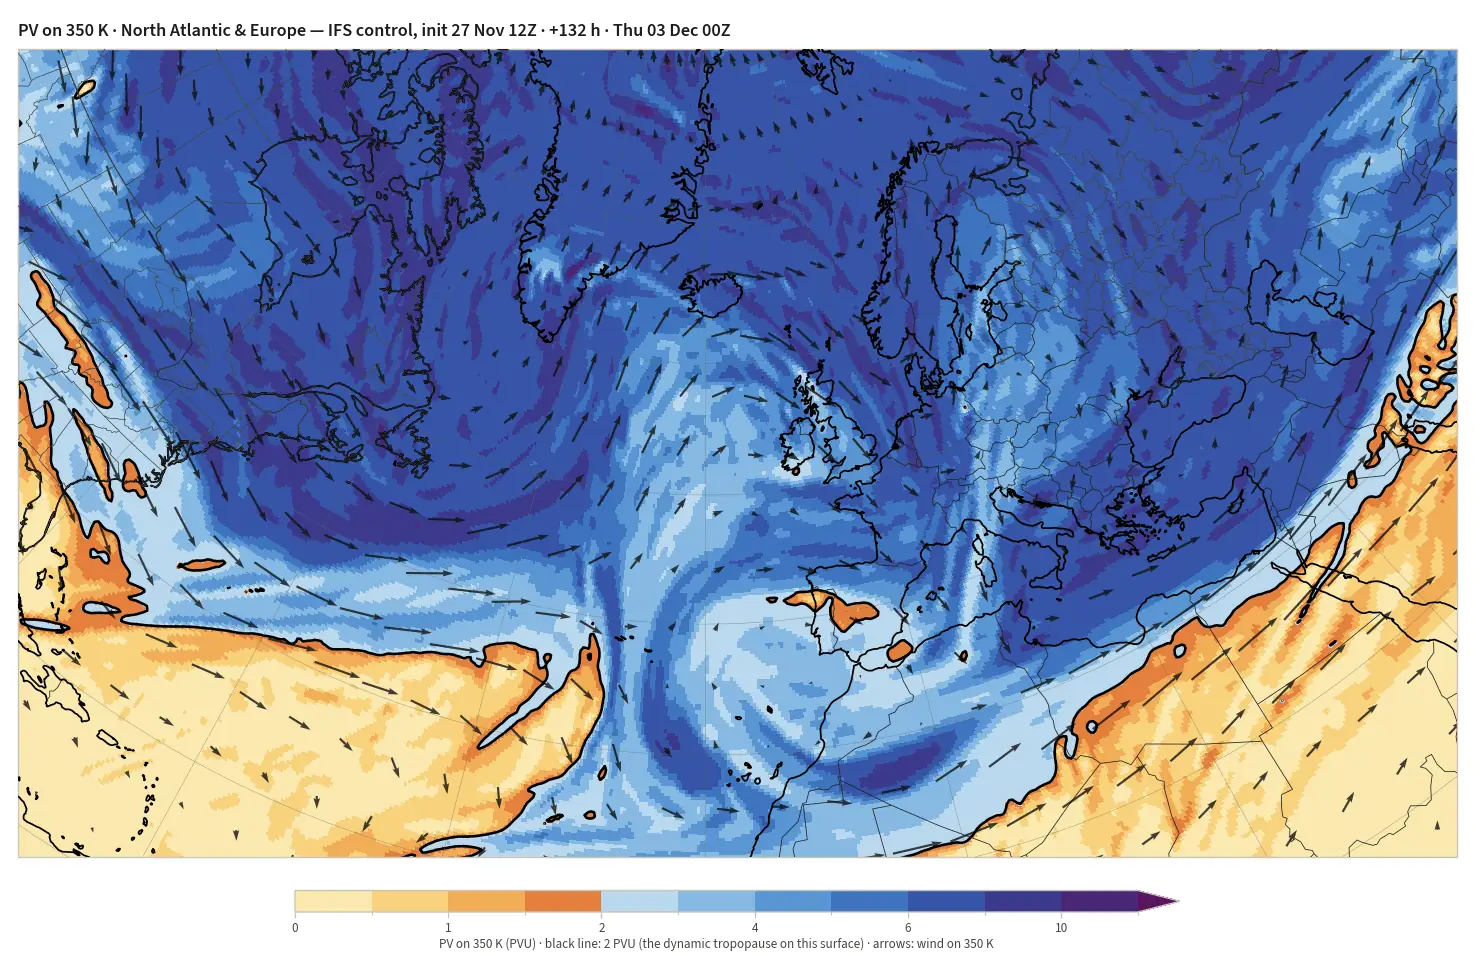 PV on 350 K · North Atlantic & Europe — IFS control, init 27 Nov 12Z · +132 h · Thu 03 Dec 00Z
0 1 2 4 6 10
PV on 350 K (PVU) · black line: 2 PVU (the dynamic tropopause on this surface) · arrows: wind on 350 K